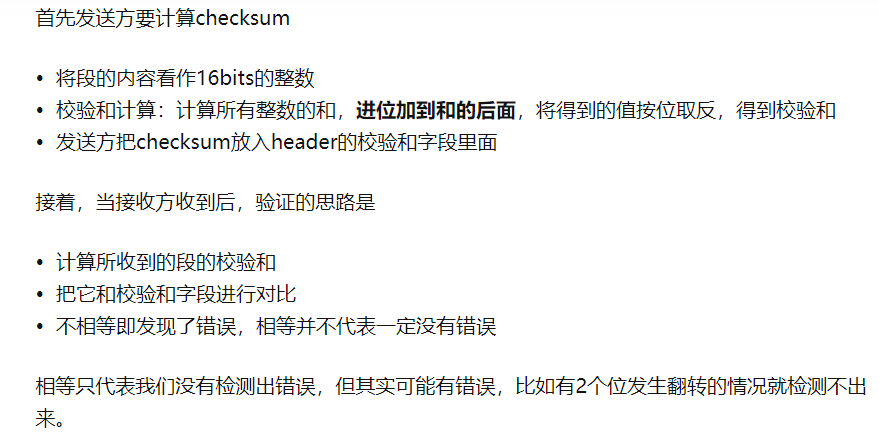 首先发送方要计算checksum
• 将段的内容看作16bits的整数
• 校验和计算：计算所有整数的和，进位加到和的后面，将得到的值按位取反，得到校验和
• 发送方把checksum放入header的校验和字段里面
接着，当接收方收到后，验证的思路是
• 计算所收到的段的校验和
• 把它和校验和字段进行对比
• 不相等即发现了错误，相等并不代表一定没有错误
相等只代表我们没有检测出错误，但其实可能有错误，比如有2个位发生翻转的情况就检测不出
来。